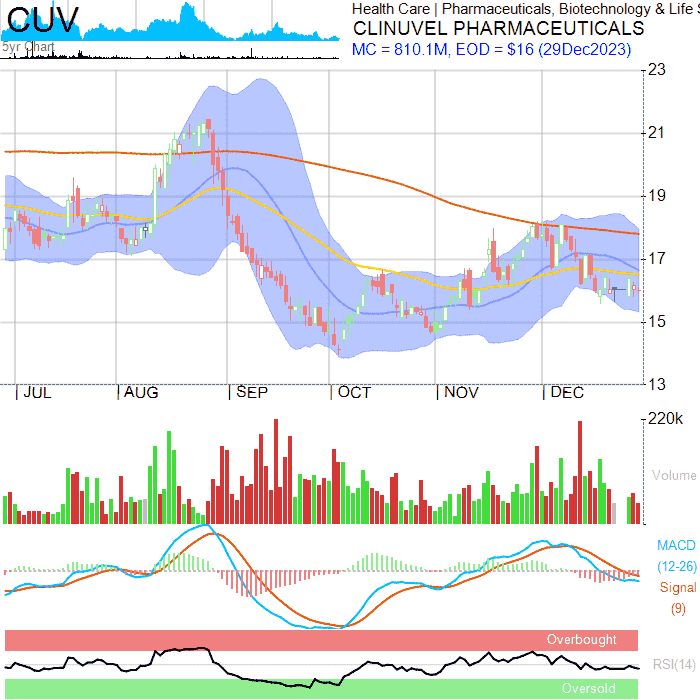 CUV
5yr Chart
Health Care | Pharmaceuticals, Biotechnology & Life
CLINUVEL PHARMACEUTICALS
MC = 810.1M, EOD = $16 (29Dec2023)
23
21
19
17
15
13
| JUL | AUG | SEP | OCT | NOV | DEC
220k
Volume
MACD
(12-26)
Signal
(9)
Overbought
RSI(14)
Oversold